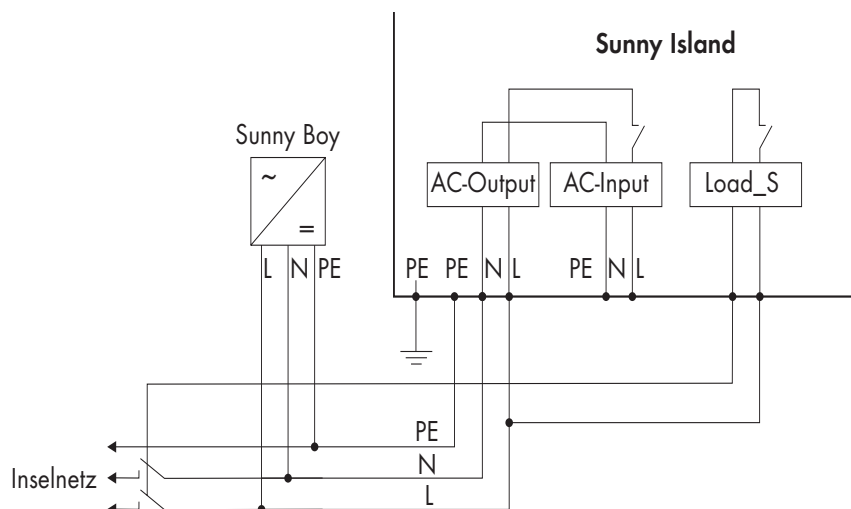 Sunny Island
Sunny Boy
~
=
AC-Output
AC-Input
Load_S
L N PE
PE PE N L
PE N L
PE
N
Inselnetz
L